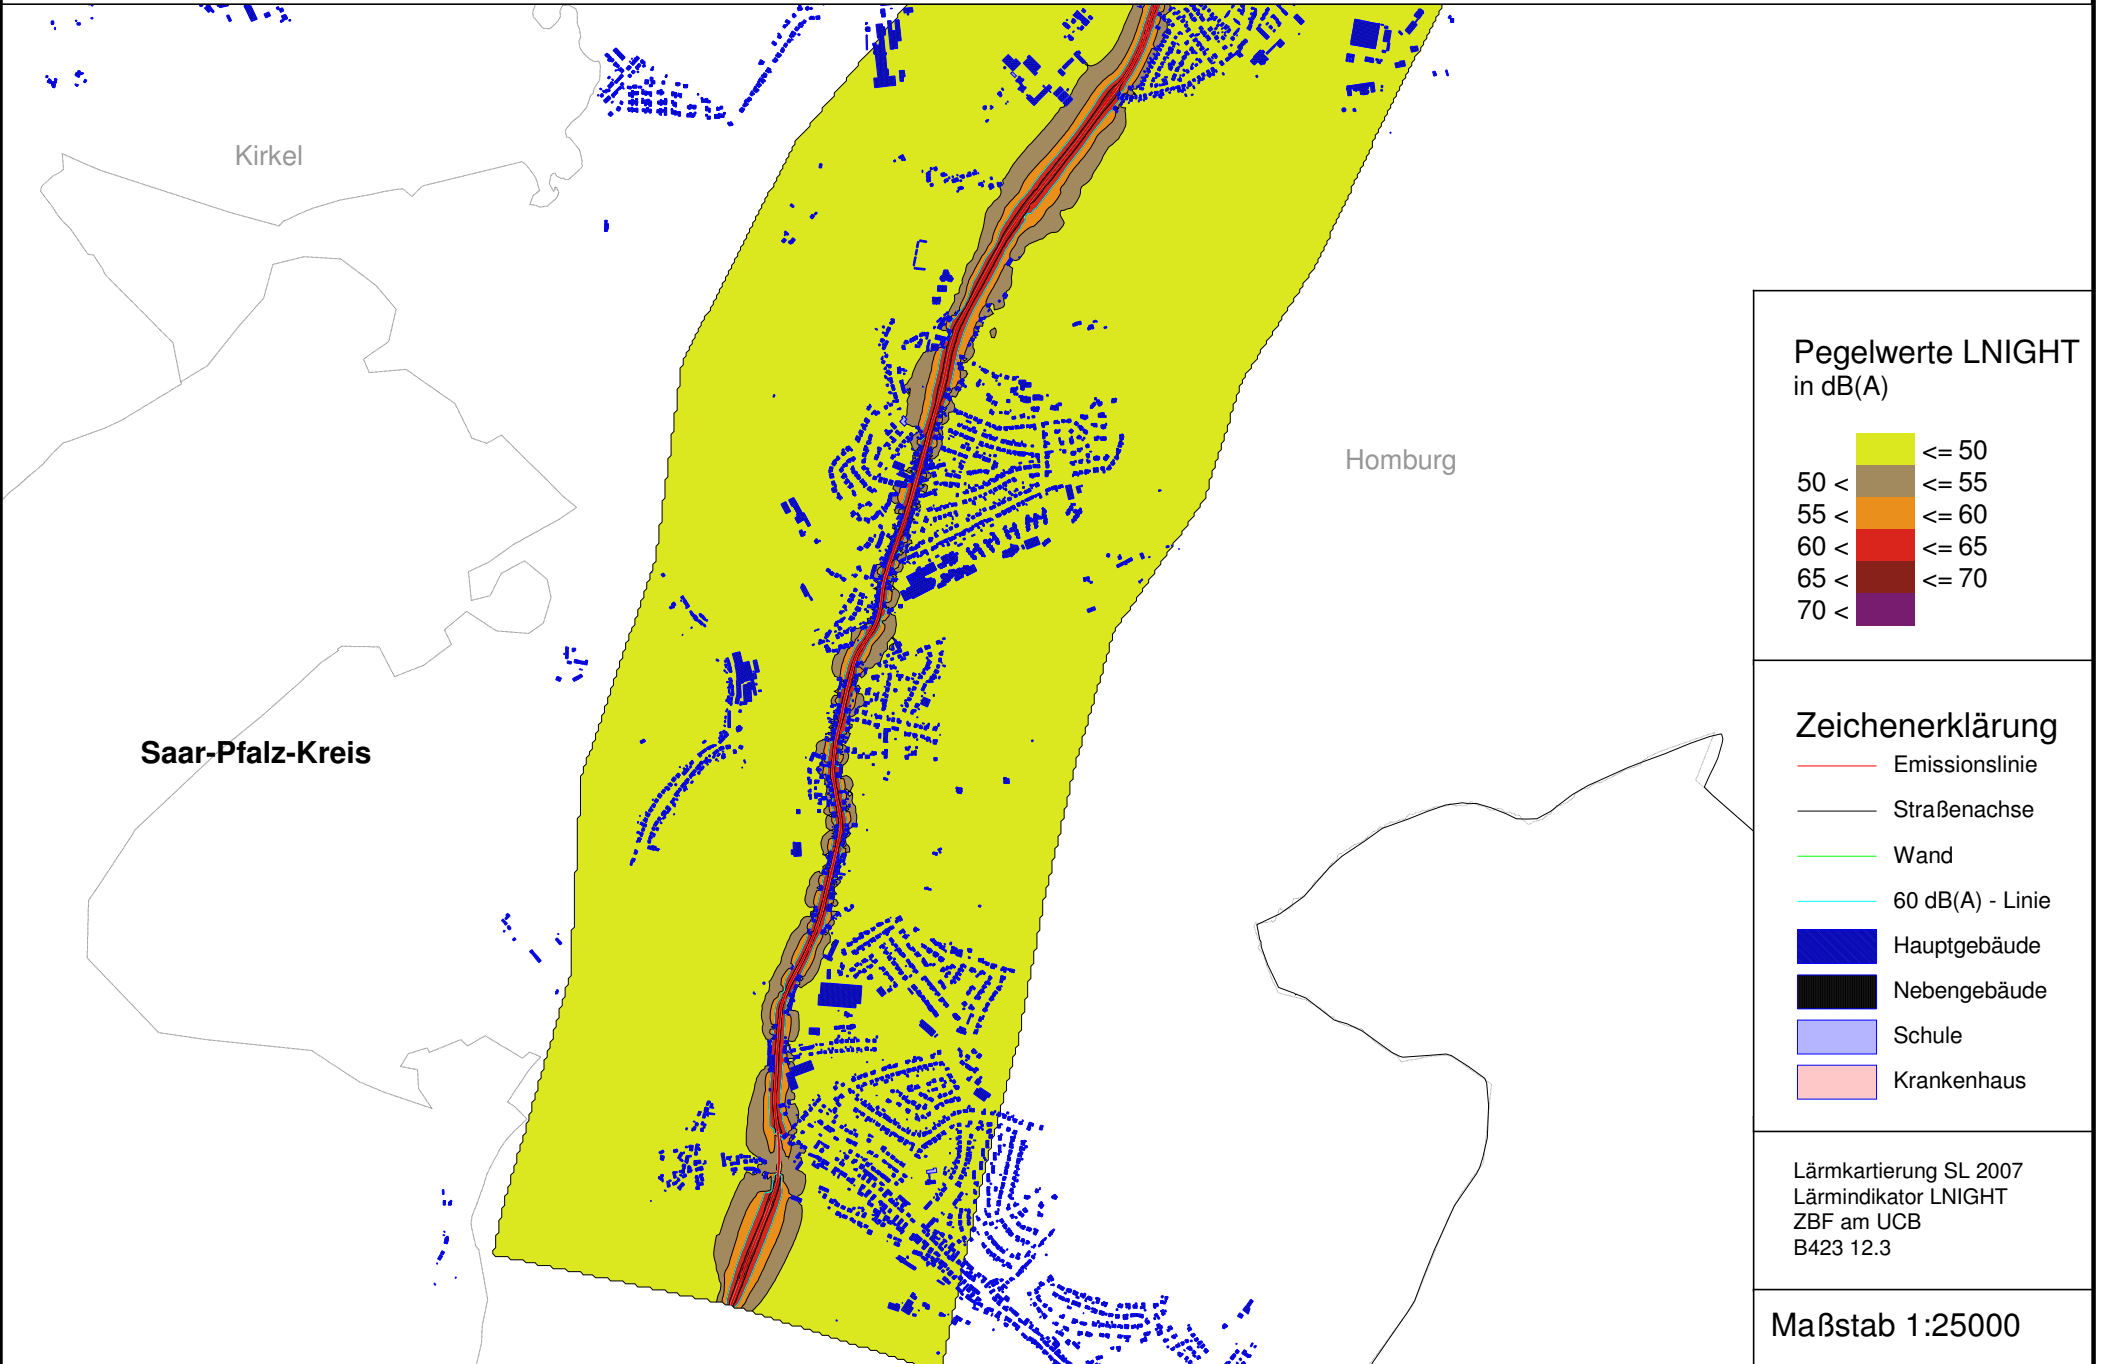 Kirkel
Homburg
Saar-Pfalz-Kreis
Pegelwerte LNIGHT
in dB(A)
<= 50
50 < <= 55
55 < <= 60
60 < <= 65
65 < <= 70
70 <
Zeichenerklärung
Emissionslinie
Straßenachse
Wand
60 dB(A) - Linie
Hauptgebäude
Nebengebäude
Schule
Krankenhaus
Lärmkartierung SL 2007
Lärmindikator LNIGHT
ZBF am UCB
B423 12.3
Maßstab 1:25000